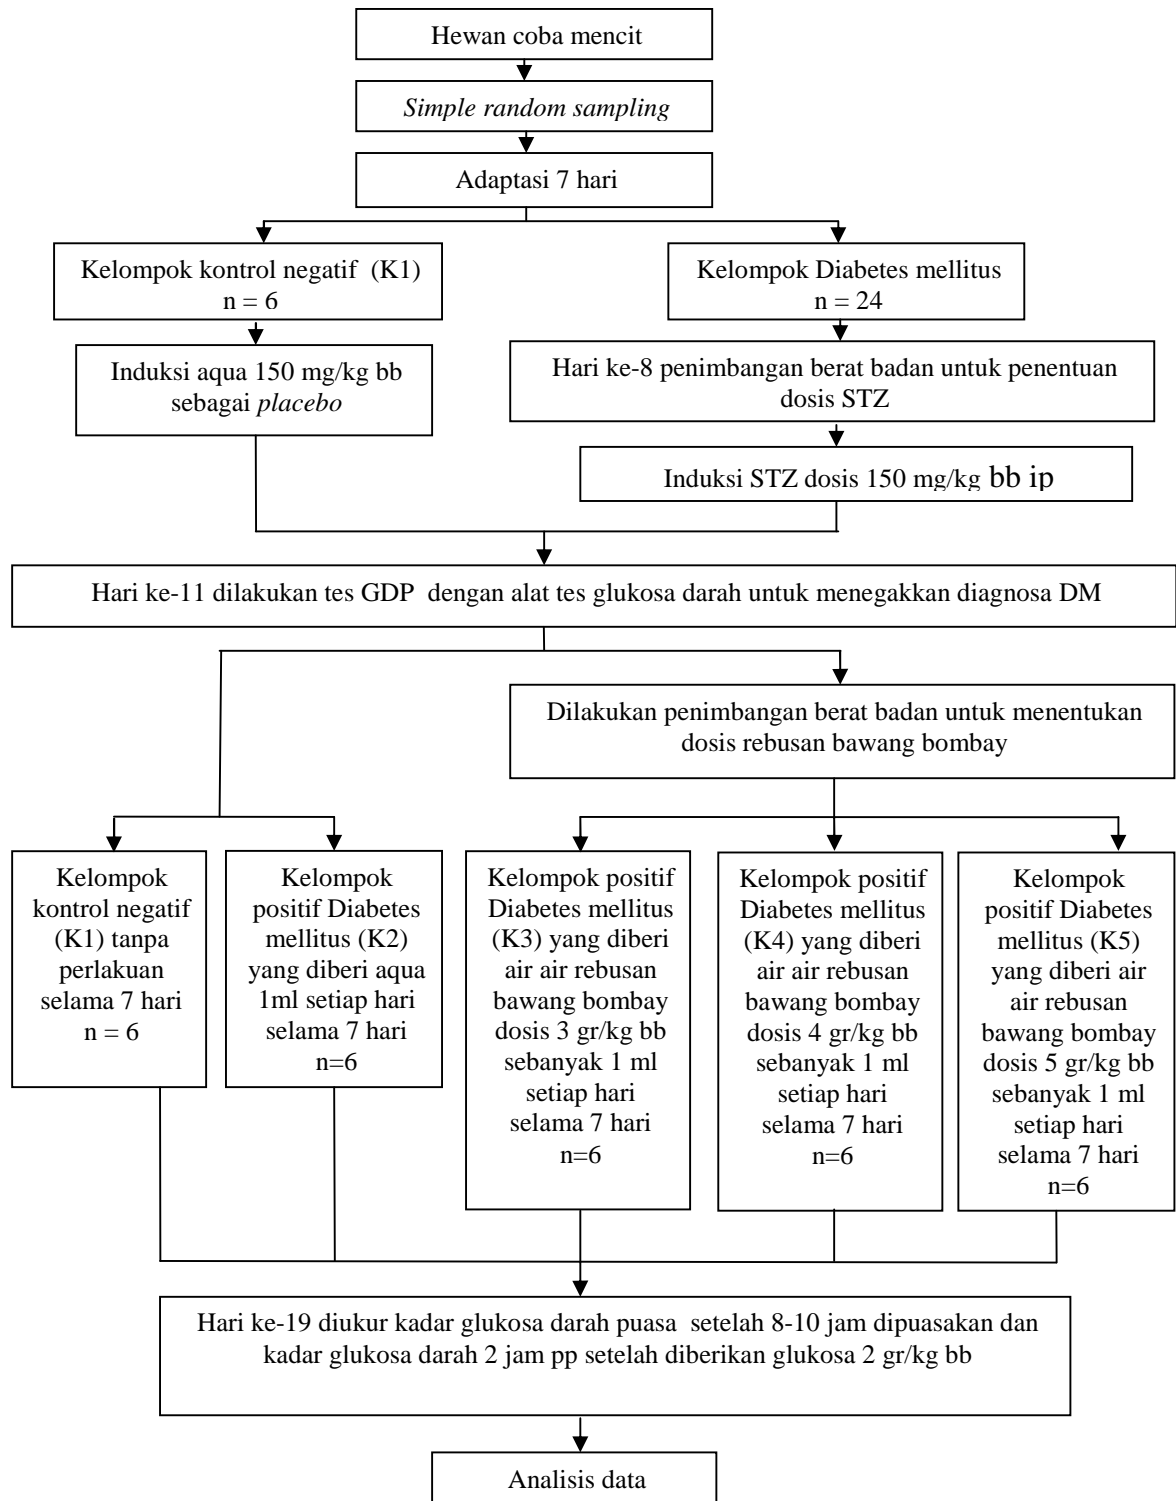 Hewan coba mencit
Simple random sampling
Adaptasi 7 hari
Kelompok kontrol negatif (K1)
n = 6
Kelompok Diabetes mellitus
n = 24
Induksi aqua 150 mg/kg bb
sebagai placebo
Hari ke-8 penimbangan berat badan untuk penentuan
dosis STZ
Induksi STZ dosis 150 mg/kg bb ip
Hari ke-11 dilakukan tes GDP dengan alat tes glukosa darah untuk menegakkan diagnosa DM
Dilakukan penimbangan berat badan untuk menentukan
dosis rebusan bawang bombay
Kelompok
kontrol negatif
(K1) tanpa
perlakuan
selama 7 hari
n = 6
Kelompok
positif Diabetes
mellitus (K2)
yang diberi aqua
1ml setiap hari
selama 7 hari
n=6
Kelompok positif
Diabetes mellitus
(K3) yang diberi
air air rebusan
bawang bombay
dosis 3 gr/kg bb
sebanyak 1 ml
setiap hari
selama 7 hari
n=6
Kelompok positif
Diabetes mellitus
(K4) yang diberi
air air rebusan
bawang bombay
dosis 4 gr/kg bb
sebanyak 1 ml
setiap hari
selama 7 hari
n=6
Kelompok
positif Diabetes
mellitus (K5)
yang diberi air
air rebusan
bawang bombay
dosis 5 gr/kg bb
sebanyak 1 ml
setiap hari
selama 7 hari
n=6
Hari ke-19 diukur kadar glukosa darah puasa setelah 8-10 jam dipuasakan dan
kadar glukosa darah 2 jam pp setelah diberikan glukosa 2 gr/kg bb
Analisis data